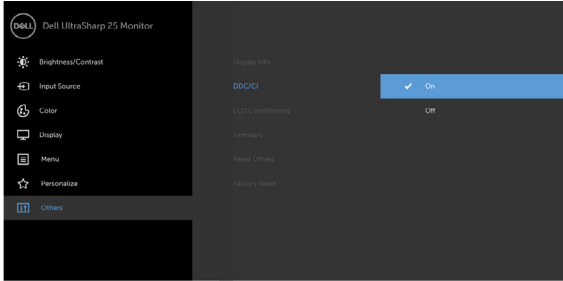 DELL Dell UltraSharp 25 Monitor
Brightness/Contrast
Display Info
Input Source
DDC/CI
On
Color
LCD Conditioning
Off
Display
Firmware
Menu
Reset Others
Personalize
Factory Reset
Others